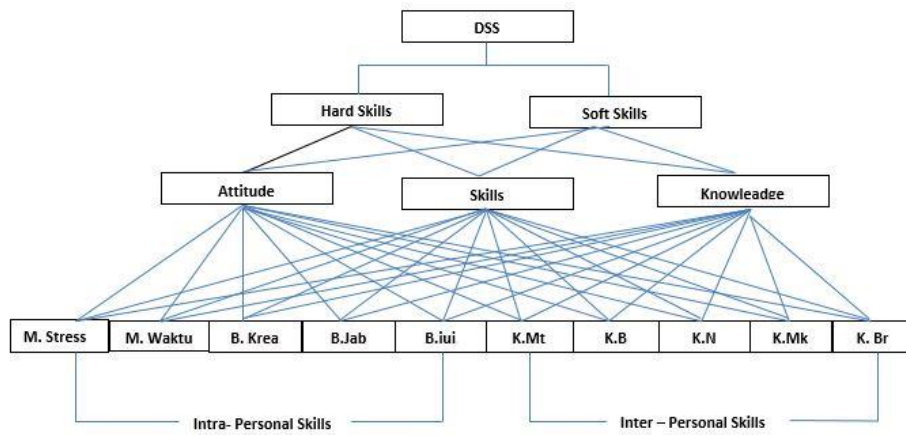 DSS
Hard Skills
Soft Skills
Attitude
Skills
Knowleadge
M. Stress
M. Waktu
B. Krea
B.Jab
B.iui
K.Mt
K.B
K.N
K.Mk
K. Br
Intra- Personal Skills
Inter – Personal Skills